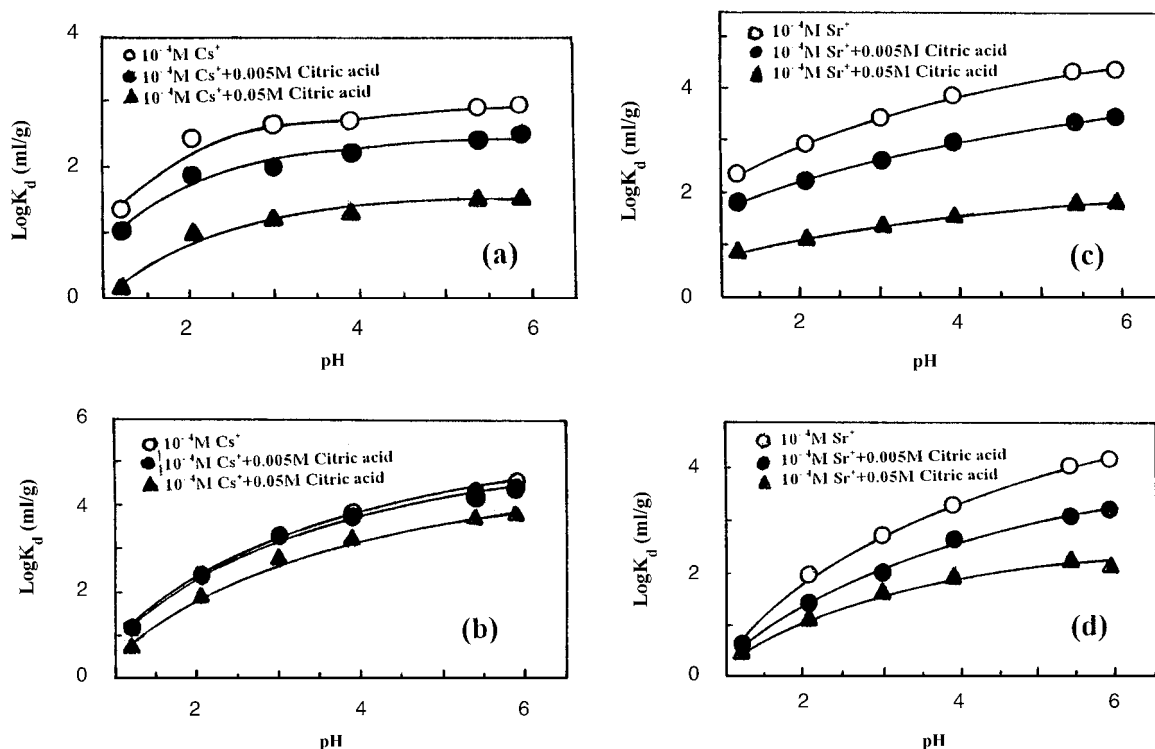 4
10⁻⁴M Cs⁺
10⁻⁴M Cs⁺+0.005M Citric acid
10⁻⁴M Cs⁺+0.05M Citric acid
2
0
LogK_d (ml/g)
(a)
2
4
6
pH
4
10⁻⁴M Sr⁺
10⁻⁴M Sr⁺+0.005M Citric acid
10⁻⁴M Sr⁺+0.05M Citric acid
2
0
LogK_d (ml/g)
(c)
2
4
6
pH
6
10⁻⁴M Cs⁺
10⁻⁴M Cs⁺+0.005M Citric acid
10⁻⁴M Cs⁺+0.05M Citric acid
4
2
0
LogK_d (ml/g)
(b)
2
4
6
pH
4
10⁻⁴M Sr⁺
10⁻⁴M Sr⁺+0.005M Citric acid
10⁻⁴M Sr⁺+0.05M Citric acid
2
0
LogK_d (ml/g)
(d)
2
4
6
pH